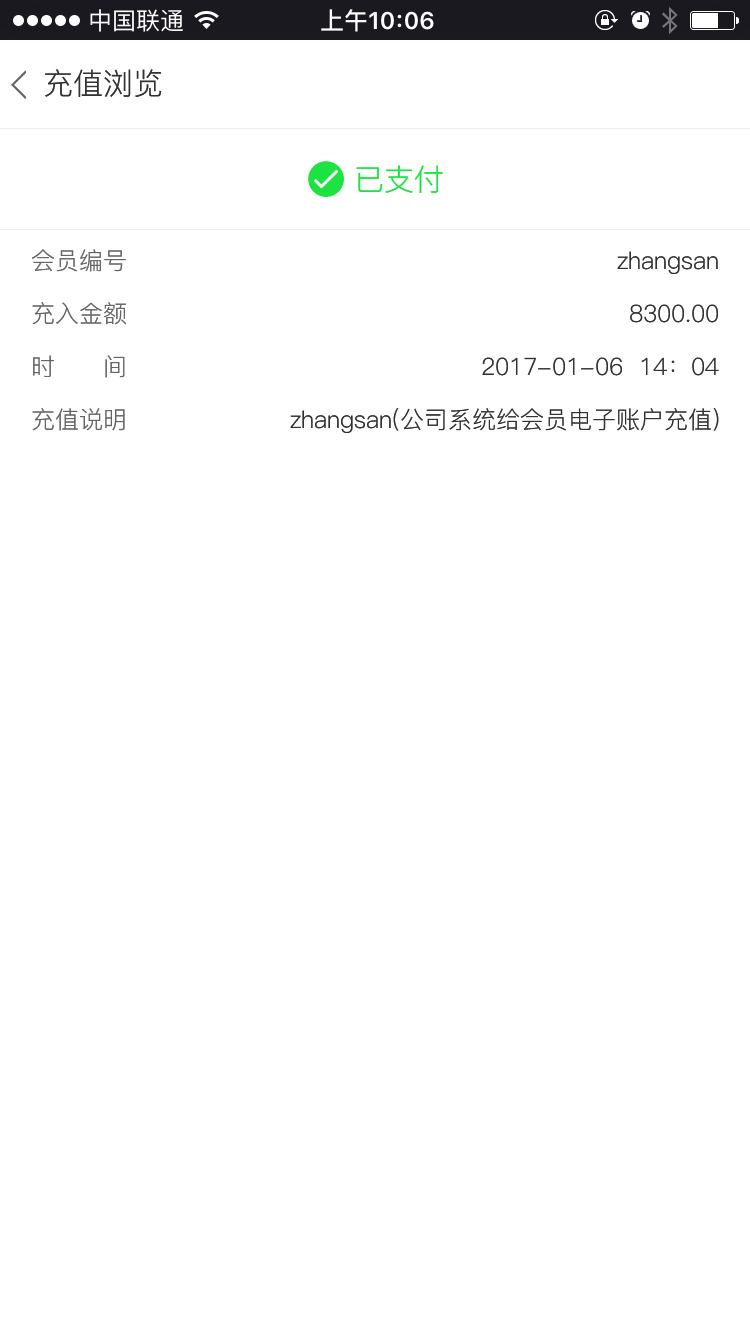 中国联通 上午10:06
充值浏览
已支付
会员编号 zhangsan
充入金额 8300.00
时 间 2017-01-06 14：04
充值说明 zhangsan(公司系统给会员电子账户充值)